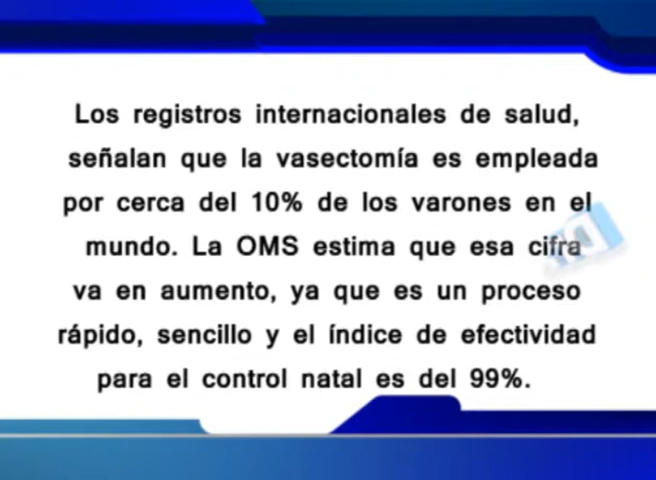 Los registros internacionales de salud,
señalan que la vasectomía es empleada
por cerca del 10% de los varones en el
mundo. La OMS estima que esa cifra
va en aumento, ya que es un proceso
rápido, sencillo y el índice de efectividad
para el control natal es del 99%.